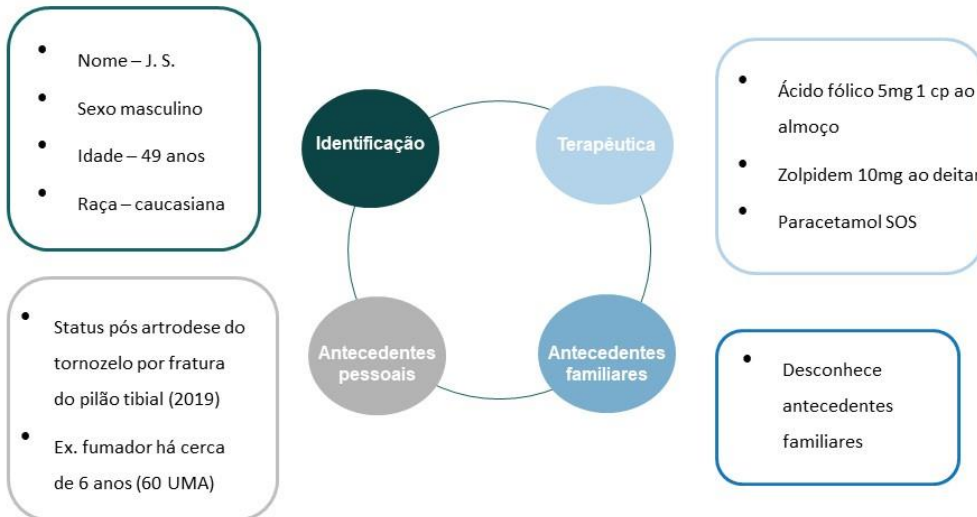 Nome – J. S.
Sexo masculino
Idade – 49 anos
Raça – caucasiana
Identificação
Terapêutica
Ácido fólico 5mg 1 cp ao
almoço
Zolpidem 10mg ao deitar
Paracetamol SOS
Status pós artrodese do
tornozelo por fratura
do pilão tibial (2019)
Ex. fumador há cerca
de 6 anos (60 UMA)
Antecedentes
pessoais
Antecedentes
familiares
Desconhece
antecedentes
familiares